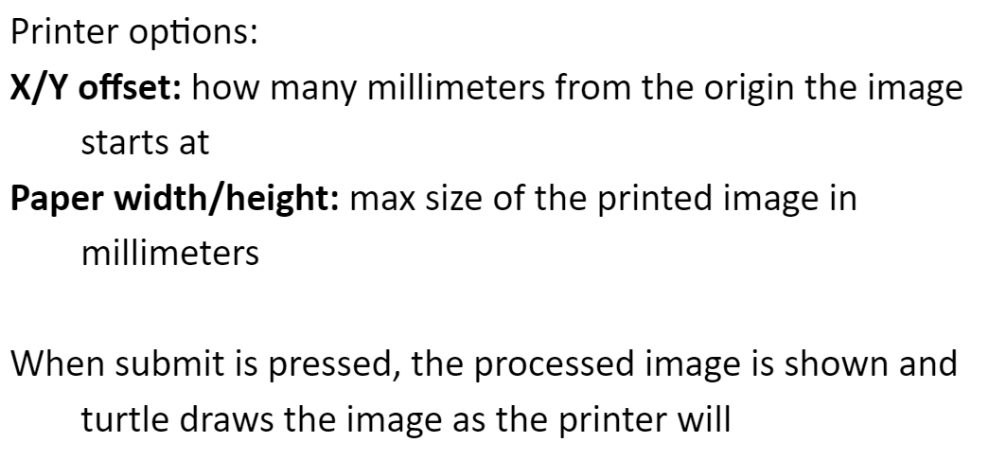 Printer options:
X/Y offset: how many millimeters from the origin the image
starts at
Paper width/height: max size of the printed image in
millimeters
When submit is pressed, the processed image is shown and
turtle draws the image as the printer will